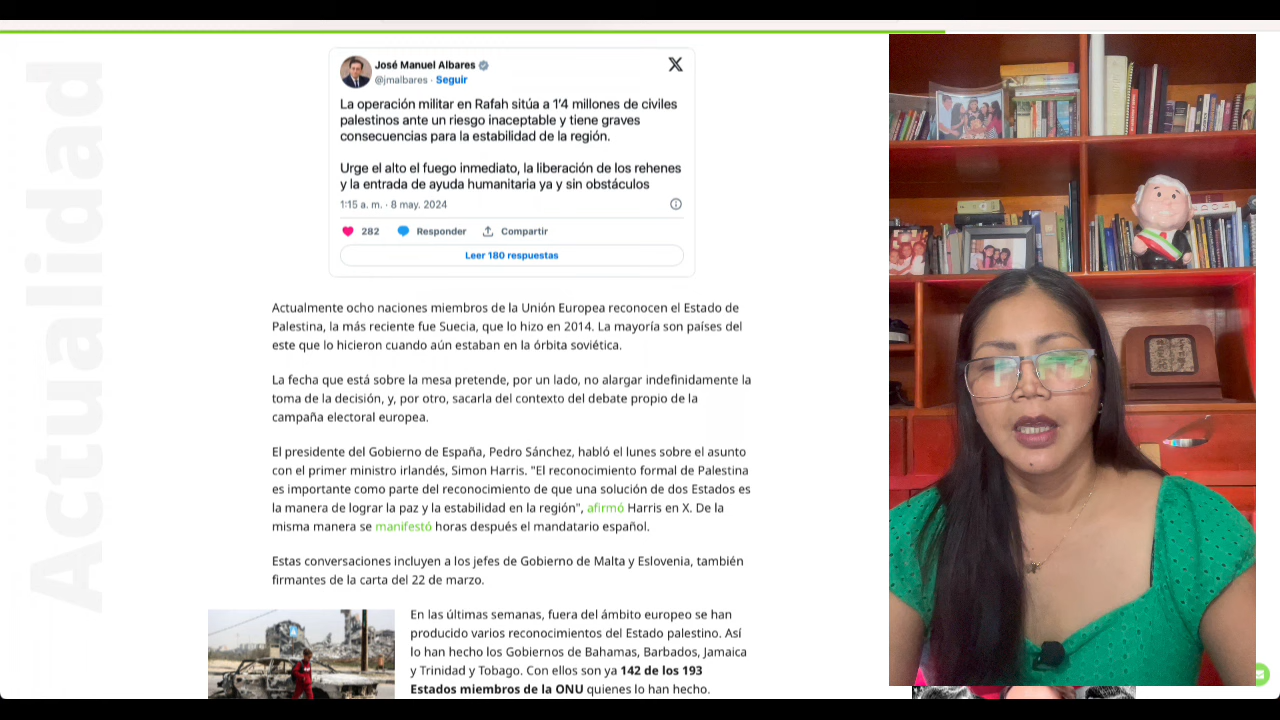 Actualidad
José Manuel Albares
@jmalbares · Seguir
La operación militar en Rafah sitúa a 1'4 millones de civiles
palestinos ante un riesgo inaceptable y tiene graves
consecuencias para la estabilidad de la región.
Urge el alto el fuego inmediato, la liberación de los rehenes
y la entrada de ayuda humanitaria ya y sin obstáculos
1:15 a. m. · 8 may. 2024
282 Responder Compartir
Leer 180 respuestas
Actualmente ocho naciones miembros de la Unión Europea reconocen el Estado de
Palestina, la más reciente fue Suecia, que lo hizo en 2014. La mayoría son países del
este que lo hicieron cuando aún estaban en la órbita soviética.
La fecha que está sobre la mesa pretende, por un lado, no alargar indefinidamente la
toma de la decisión, y, por otro, sacarla del contexto del debate propio de la
campaña electoral europea.
El presidente del Gobierno de España, Pedro Sánchez, habló el lunes sobre el asunto
con el primer ministro irlandés, Simon Harris. "El reconocimiento formal de Palestina
es importante como parte del reconocimiento de que una solución de dos Estados es
la manera de lograr la paz y la estabilidad en la región", afirmó Harris en X. De la
misma manera se manifestó horas después el mandatario español.
Estas conversaciones incluyen a los jefes de Gobierno de Malta y Eslovenia, también
firmantes de la carta del 22 de marzo.
En las últimas semanas, fuera del ámbito europeo se han
producido varios reconocimientos del Estado palestino. Así
lo han hecho los Gobiernos de Bahamas, Barbados, Jamaica
y Trinidad y Tobago. Con ellos son ya 142 de los 193
Estados miembros de la ONU quienes lo han hecho.